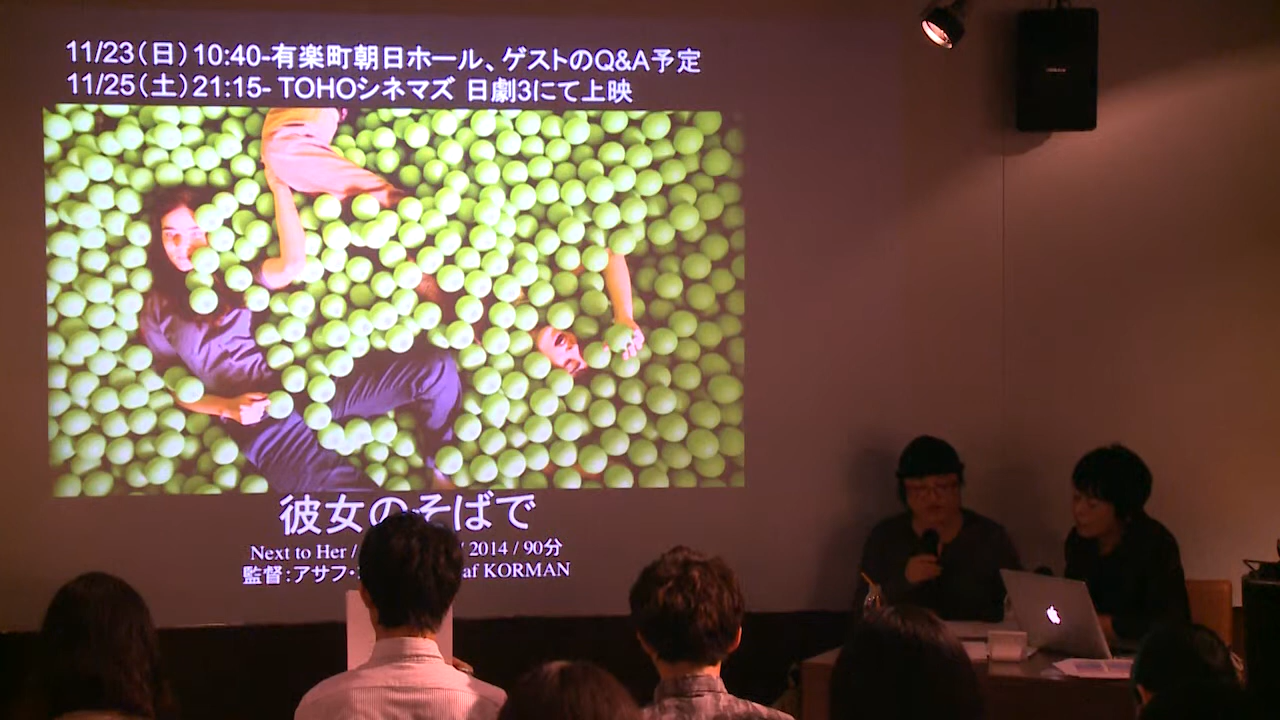 11/23(日)10:40-有楽町朝日ホール、ゲストのQ&A予定
11/25(土)21:15- TOHOシネマズ 日劇3にて上映
彼女のそばで
Next to Her / / 2014 / 90分
監督:アサフ・ af KORMAN